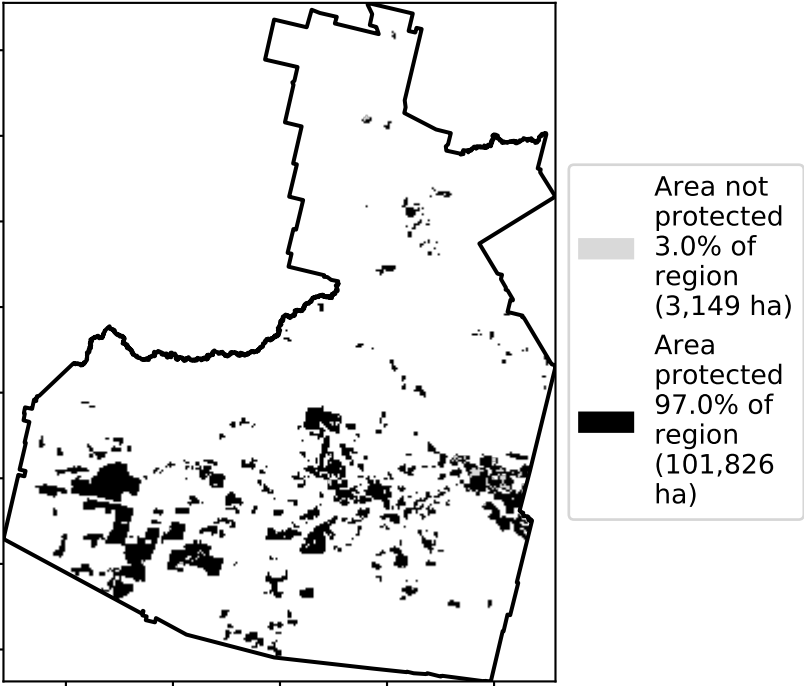 Area not
protected
3.0% of
region
(3,149 ha)
Area
protected
97.0% of
region
(101,826
ha)